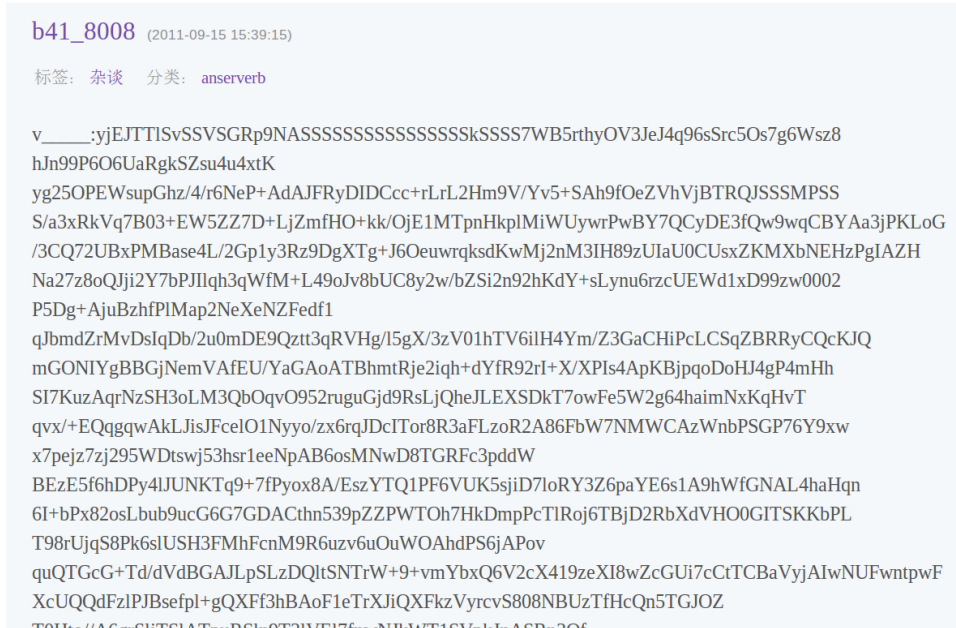 b41_8008 (2011-09-15 15:39:15)
标签： 杂谈 分类： anserverb
v_____:yjEJTTlSvSSVSGRp9NASSSSSSSSSSSSSSSSkSSSS7WB5rthyOV3JeJ4q96sSrc5Os7g6Wsz8
hJn99P6O6UaRgkSZsu4u4xtK
yg25OPEWsupGhz/4/r6NeP+AdAJFRyDIDCcc+rLrL2Hm9V/Yv5+SAh9fOeZVhVjBTRQJSSSMPSS
S/a3xRkVq7B03+EW5ZZ7D+LjZmfHO+kk/OjE1MTpnHkplMiWUywrPwBY7QCyDE3fQw9wqCBYAa3jPKLoG
/3CQ72UBxPMBase4L/2Gp1y3Rz9DgXTg+J6OeuwrqksdKwMj2nM3IH89zUIaU0CUsxZKMXbNEHzPgIAZH
Na27z8oQJji2Y7bPJIlqh3qWfM+L49oJv8bUC8y2w/bZSi2n92hKdY+sLynu6rzcUEWd1xD99zw0002
P5Dg+AjuBzhfPlMap2NeXeNZFedf1
qJbmdZrMvDsIqDb/2u0mDE9Qztt3qRVHg/l5gX/3zV01hTV6ilH4Ym/Z3GaCHiPcLCSqZBRRyCQcKJQ
mGONIYgBBGjNemVAfEU/YaGAoATBhmtRje2iqh+dYfR92rI+X/XPIs4ApKBjpqoDoHJ4gP4mHh
SI7KuzAqrNzSH3oLM3QbOqvO952ruguGjd9RsLjQheJLEXSDkT7owFe5W2g64haimNxKqHvT
qvx/+EQqgqwAkLJisJFcelO1Nyyo/zx6rqJDcITor8R3aFLzoR2A86FbW7NMWCAzWnbPSGP76Y9xw
x7pejz7zj295WDtswj53hsr1eeNpAB6osMNwD8TGRFc3pddW
BEzE5f6hDPy4lJUNKTq9+7fPyox8A/EszYTQ1PF6VUK5sjiD7loRY3Z6paYE6s1A9hWfGNAL4haHqn
6I+bPx82osLbub9ucG6G7GDACthn539pZZPWTOh7HkDmpPcTlRoj6TBjD2RbXdVHO0GITSKKbPL
T98rUjqS8Pk6slUSH3FMhFcnM9R6uzv6uOuWOAhdPS6jAPov
quQTGcG+Td/dVdBGAJLpSLzDQltSNTrW+9+vmYbxQ6V2cX419zeXI8wZcGUi7cCtTCBaVyjAIwNUFwntpwF
XcUQQdFzlPJBsefpl+gQXFf3hBAoF1eTrXJiQXFkzVyrcvS808NBUzTfHcQn5TGJOZ